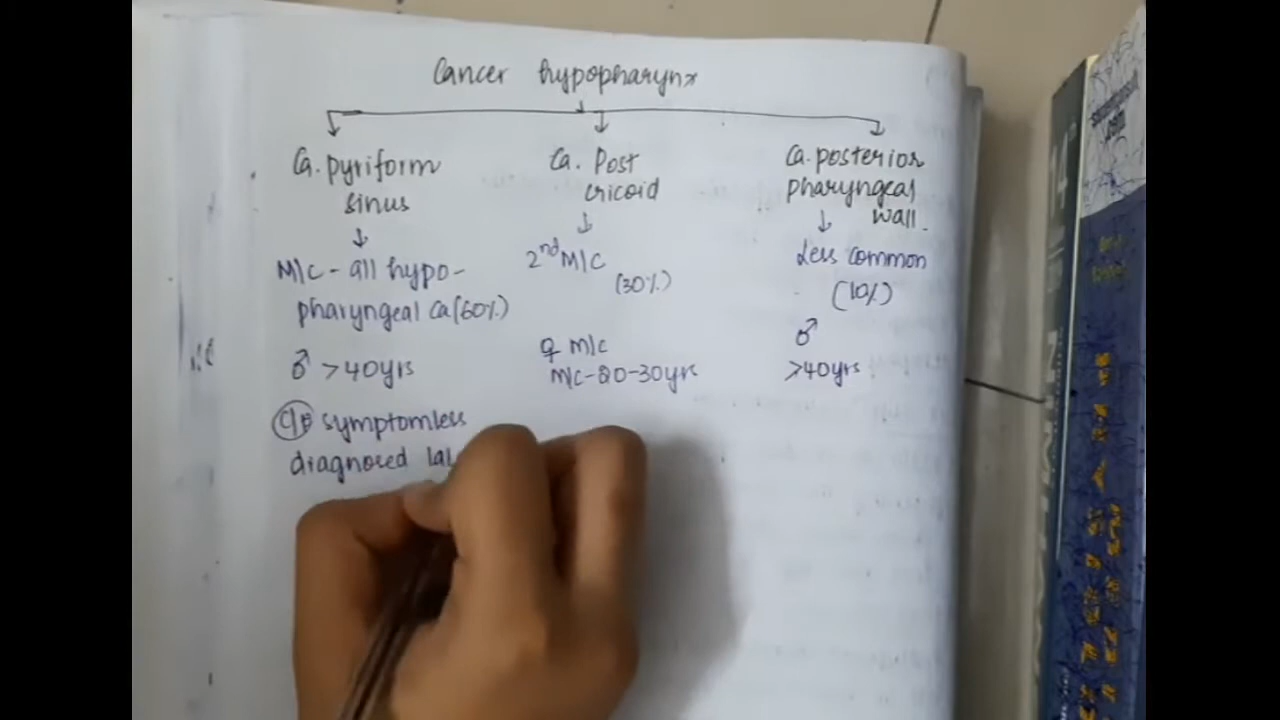 Cancer hypopharynx
Ca. pyriform
sinus
M/C - all hypo-
pharyngeal Ca (60%)
♂ >40yrs
C/F symptomless
diagnosed
Ca. Post
cricoid
2nd M/C
(30%)
♀ M/C
M/C-20-30yrs
Ca. posterior
pharyngeal
wall.
Less common
(10%)
♂
>40yrs